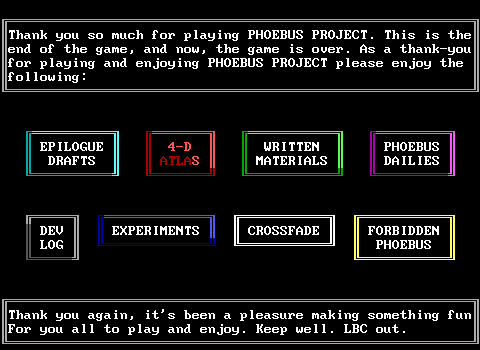 Thank you so much for playing PHOEBUS PROJECT. This is the
end of the game, and now, the game is over. As a thank-you
for playing and enjoying PHOEBUS PROJECT please enjoy the
following:
EPILOGUE
DRAFTS
4-D
ATLAS
WRITTEN
MATERIALS
PHOEBUS
DAILIES
DEV
LOG
EXPERIMENTS
CROSSFADE
FORBIDDEN
PHOEBUS
Thank you again, it's been a pleasure making something fun
For you all to play and enjoy. Keep well. LBC out.